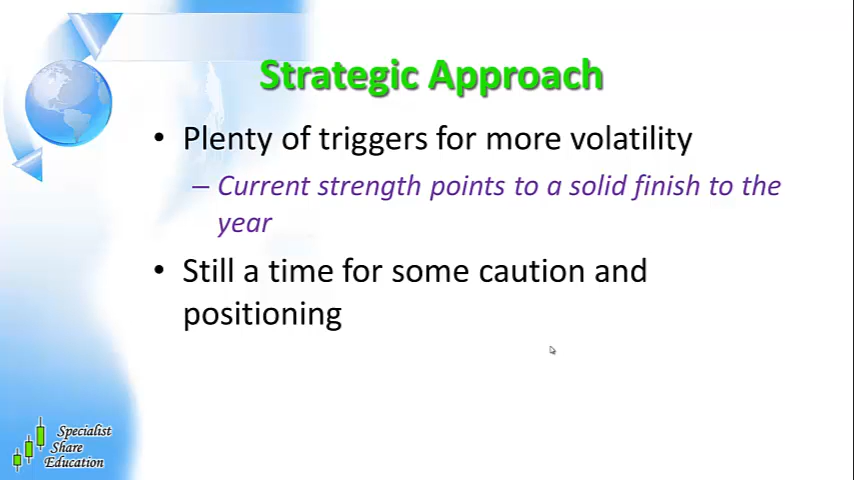 Strategic Approach
• Plenty of triggers for more volatility
– Current strength points to a solid finish to the
year
• Still a time for some caution and
positioning
Specialist
Share
Education